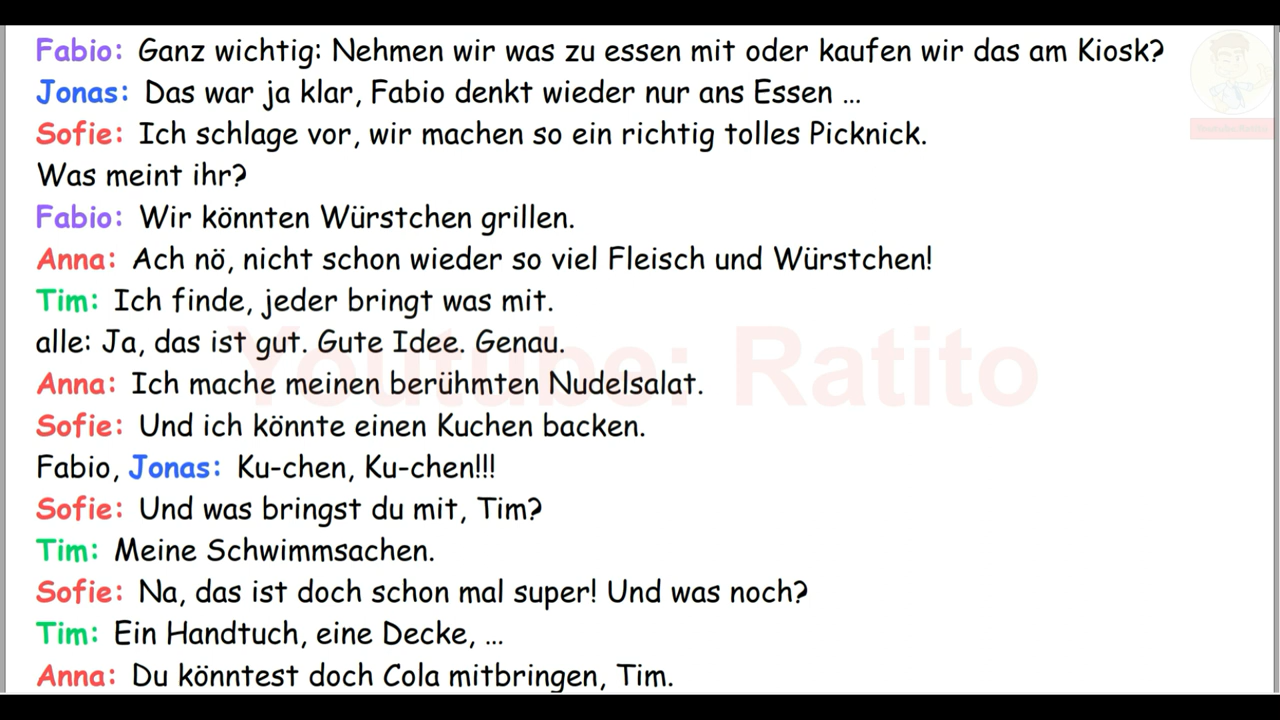 Fabio: Ganz wichtig: Nehmen wir was zu essen mit oder kaufen wir das am Kiosk?
Jonas: Das war ja klar, Fabio denkt wieder nur ans Essen ...
Sofie: Ich schlage vor, wir machen so ein richtig tolles Picknick.
Was meint ihr?
Fabio: Wir könnten Würstchen grillen.
Anna: Ach nö, nicht schon wieder so viel Fleisch und Würstchen!
Tim: Ich finde, jeder bringt was mit.
alle: Ja, das ist gut. Gute Idee. Genau.
Youtube: Ratito
Anna: Ich mache meinen berühmten Nudelsalat.
Sofie: Und ich könnte einen Kuchen backen.
Fabio, Jonas: Ku-chen, Ku-chen!!!
Sofie: Und was bringst du mit, Tim?
Tim: Meine Schwimmsachen.
Sofie: Na, das ist doch schon mal super! Und was noch?
Tim: Ein Handtuch, eine Decke, ...
Anna: Du könntest doch Cola mitbringen, Tim.